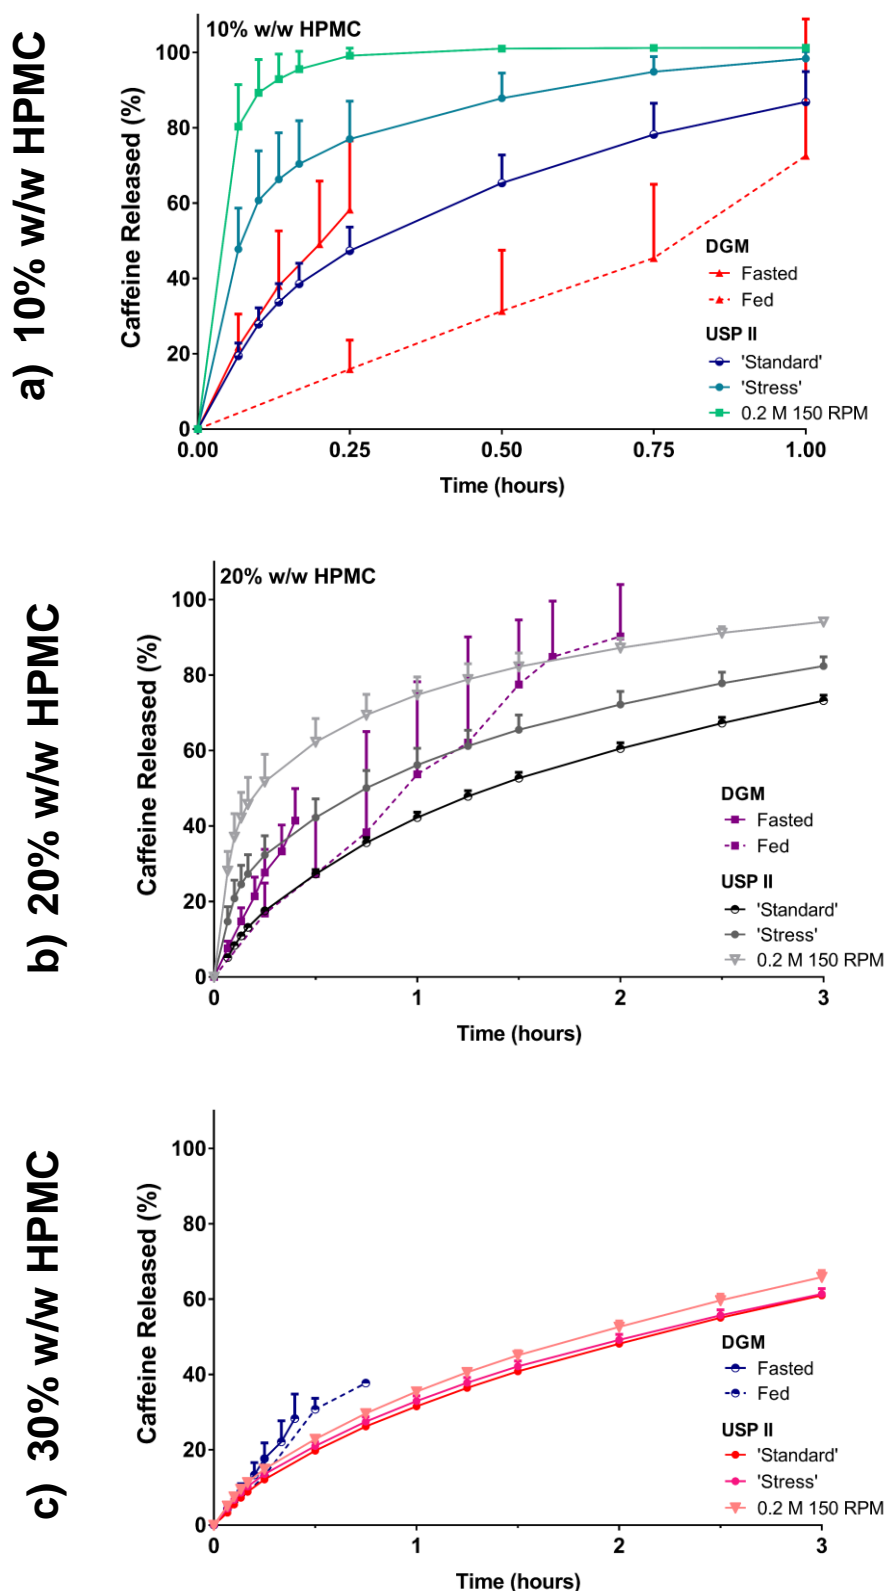 a) 10% w/w HPMC
10% w/w HPMC
Caffeine Released (%)
100
80
60
40
20
0
0.00
0.25
0.50
0.75
1.00
Time (hours)
DGM
Fasted
Fed
USP II
'Standard'
'Stress'
0.2 M 150 RPM
b) 20% w/w HPMC
20% w/w HPMC
Caffeine Released (%)
100
80
60
40
20
0
0
1
2
3
Time (hours)
DGM
Fasted
Fed
USP II
'Standard'
'Stress'
0.2 M 150 RPM
c) 30% w/w HPMC
Caffeine Released (%)
100
80
60
40
20
0
0
1
2
3
Time (hours)
DGM
Fasted
Fed
USP II
'Standard'
'Stress'
0.2 M 150 RPM